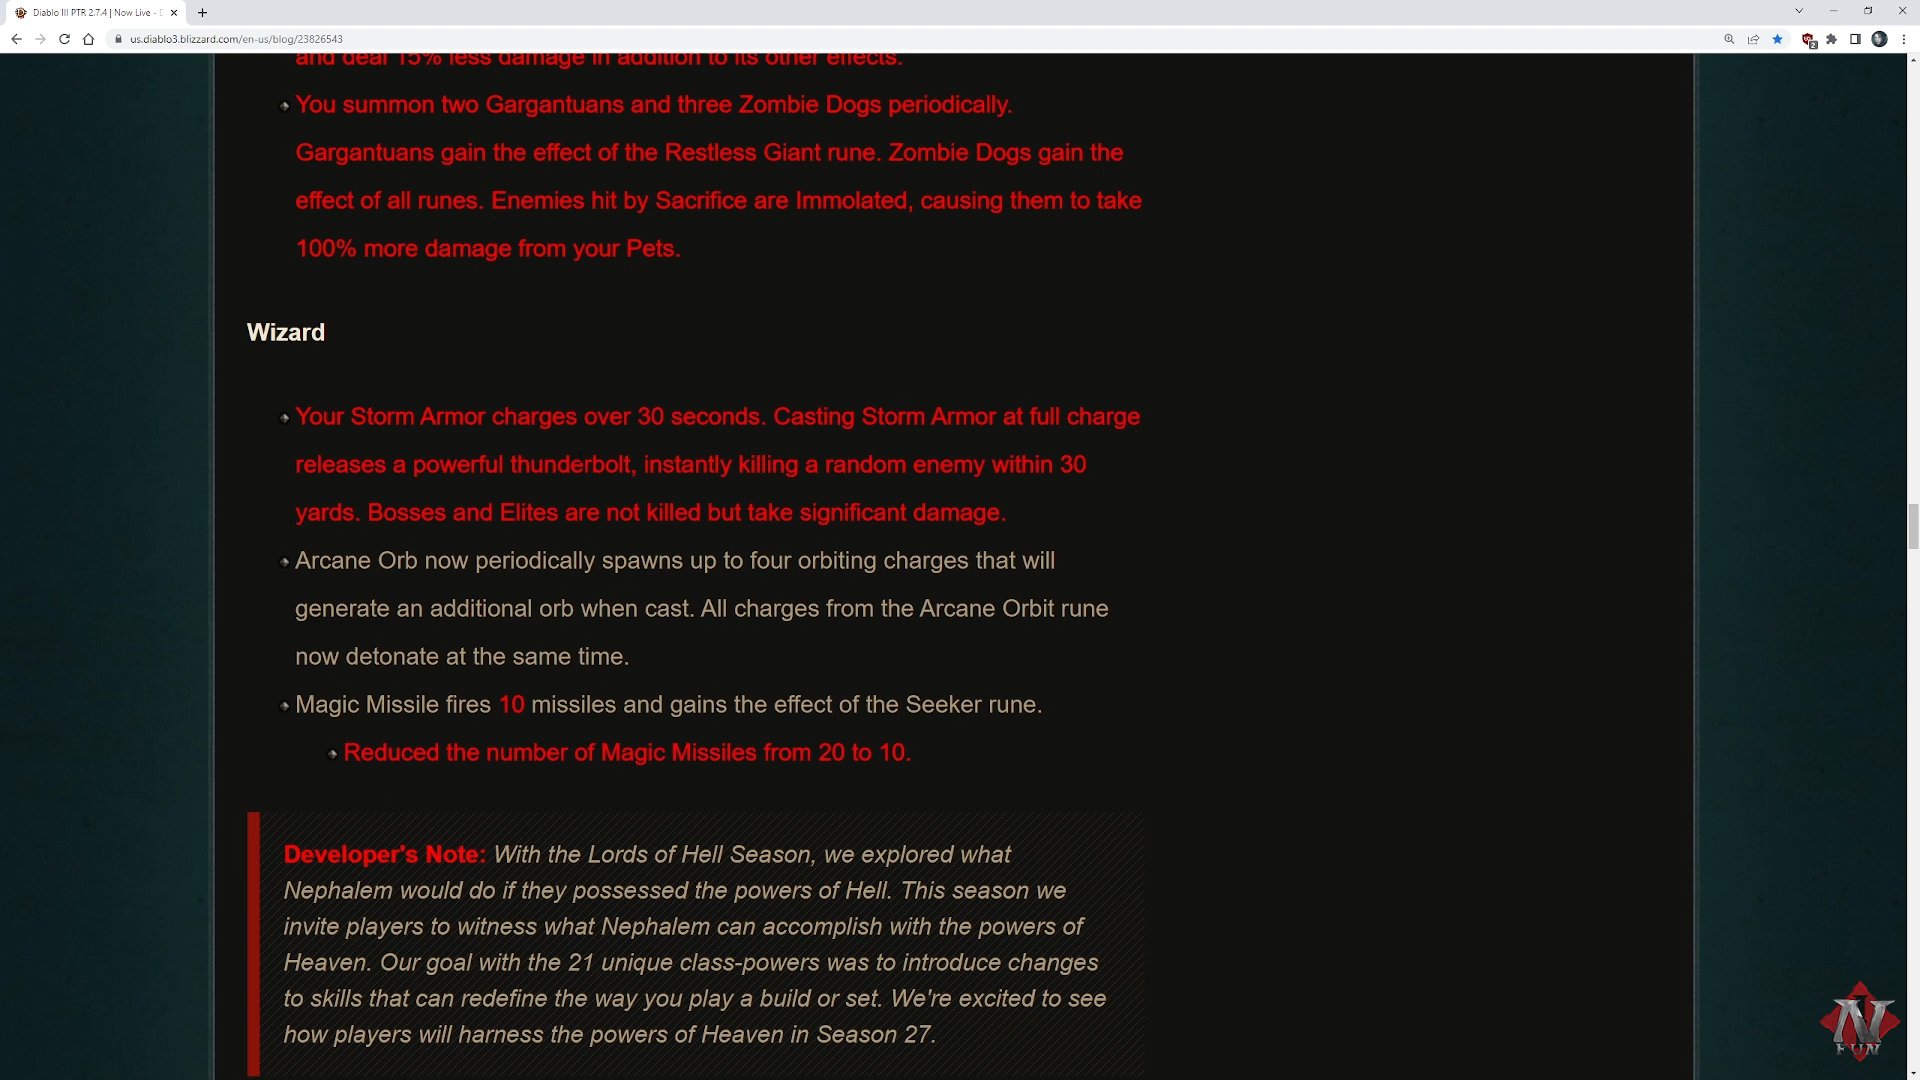 Diablo III PTR 2.7.4 | Now Live -
us.diablo3.blizzard.com/en-us/blog/23826543
2
and deal 15% less damage in addition to its other effects.
You summon two Gargantuans and three Zombie Dogs periodically.
Gargantuans gain the effect of the Restless Giant rune. Zombie Dogs gain the
effect of all runes. Enemies hit by Sacrifice are Immolated, causing them to take
100% more damage from your Pets.
Wizard
Your Storm Armor charges over 30 seconds. Casting Storm Armor at full charge
releases a powerful thunderbolt, instantly killing a random enemy within 30
yards. Bosses and Elites are not killed but take significant damage.
Arcane Orb now periodically spawns up to four orbiting charges that will
generate an additional orb when cast. All charges from the Arcane Orbit rune
now detonate at the same time.
Magic Missile fires 10 missiles and gains the effect of the Seeker rune.
Reduced the number of Magic Missiles from 20 to 10.
Developer's Note: With the Lords of Hell Season, we explored what
Nephalem would do if they possessed the powers of Hell. This season we
invite players to witness what Nephalem can accomplish with the powers of
Heaven. Our goal with the 21 unique class-powers was to introduce changes
to skills that can redefine the way you play a build or set. We're excited to see
how players will harness the powers of Heaven in Season 27.
N
FUN